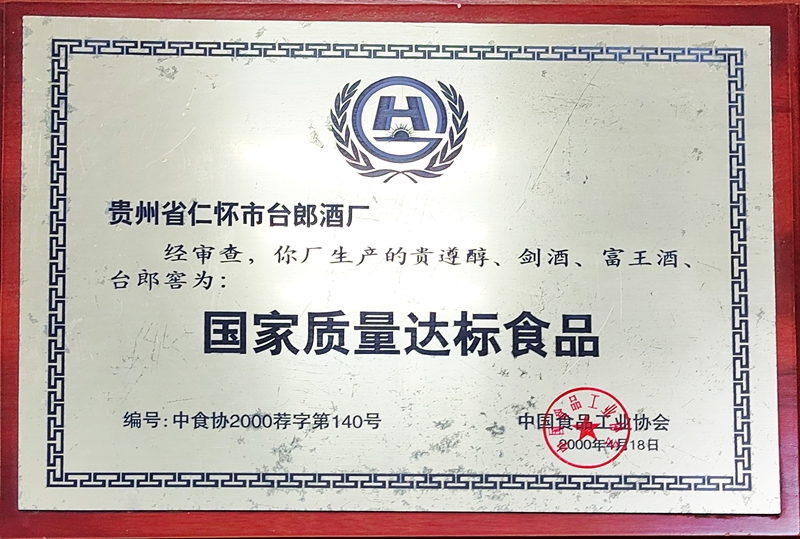 贵州省仁怀市台郎酒厂
经审查，你厂生产的贵遵醇、剑酒、富王酒、
台郎窖为：
国家质量达标食品
编号：中食协2000荐字第140号
中国食品工业协会
2000年4月18日